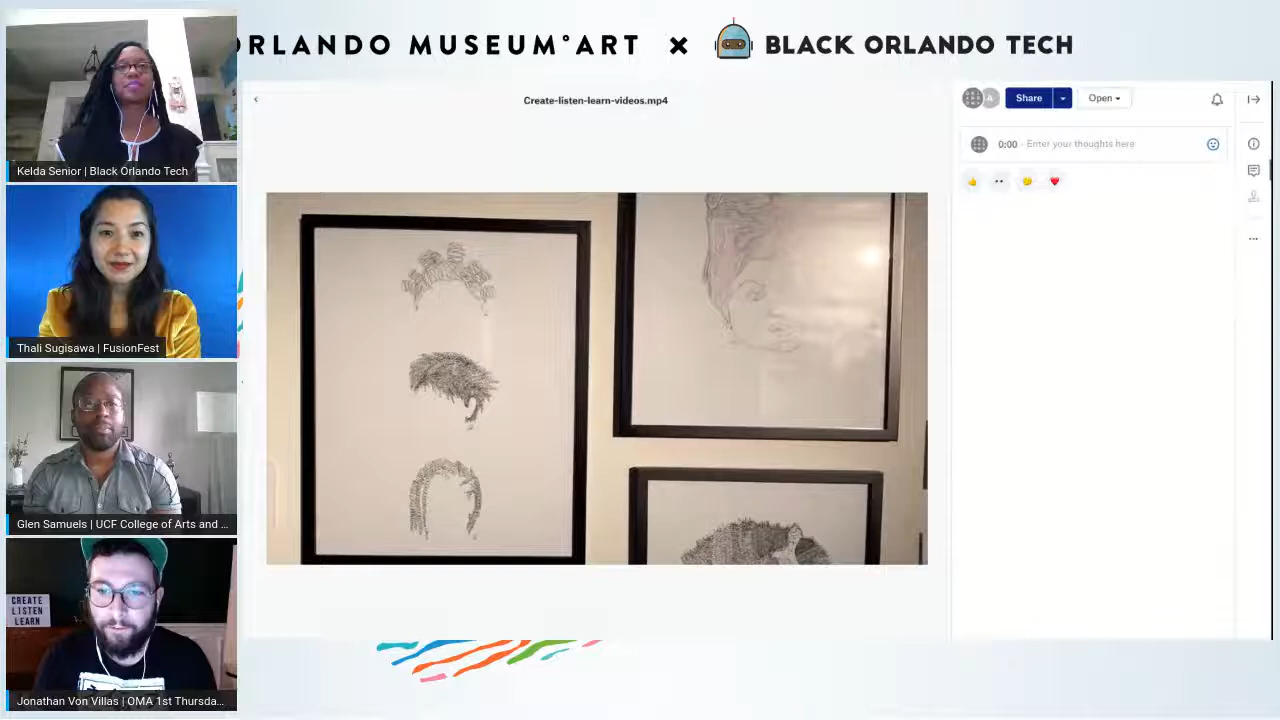 RLANDO MUSEUM°ART × BLACK ORLANDO TECH
Create-listen-learn-videos.mp4
Share
Open
0:00
Enter your thoughts here
Kelda Senior | Black Orlando Tech
Thali Sugisawa | FusionFest
Glen Samuels | UCF College of Arts and ...
CREATE
LISTEN
LEARN
Jonathan Von Villas | OMA 1st Thursda...